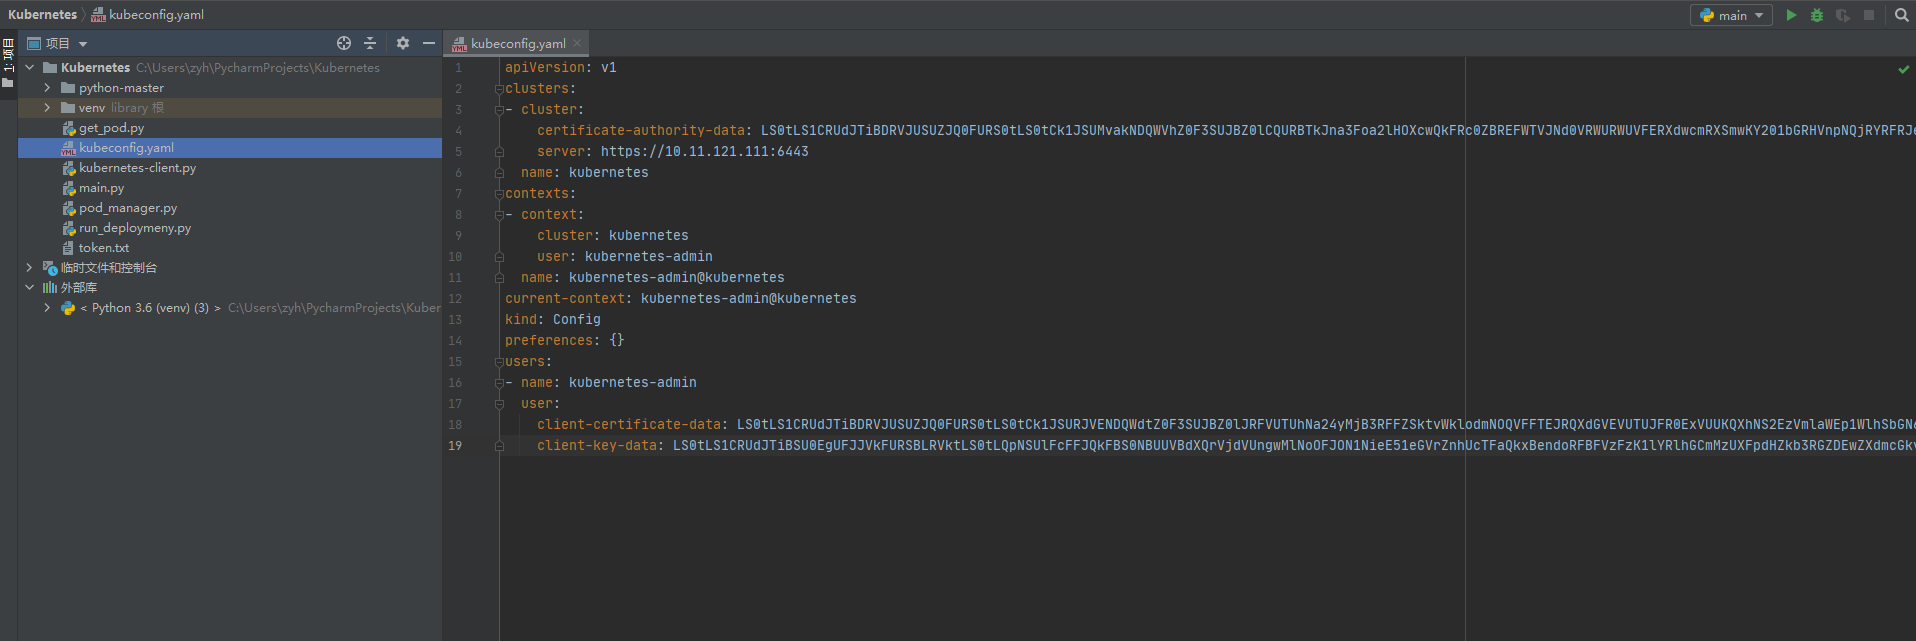 Kubernetes kubeconfig.yaml main
1: 项目
项目
kubeconfig.yaml
Kubernetes C:\Users\zyh\PycharmProjects\Kubernetes
python-master
venv library 根
get_pod.py
kubeconfig.yaml
kubernetes-client.py
main.py
pod_manager.py
run_deploymeny.py
token.txt
临时文件和控制台
外部库
< Python 3.6 (venv) (3) > C:\Users\zyh\PycharmProjects\Kuber
1 apiVersion: v1
2 clusters:
3 - cluster:
4 certificate-authority-data:
5 server: https://10.11.121.111:6443
6 name: kubernetes
7 contexts:
8 - context:
9 cluster: kubernetes
10 user: kubernetes-admin
11 name: kubernetes-admin@kubernetes
12 current-context: kubernetes-admin@kubernetes
13 kind: Config
14 preferences: {}
15 users:
16 - name: kubernetes-admin
17 user:
18 client-certificate-data:
19 client-key-data: